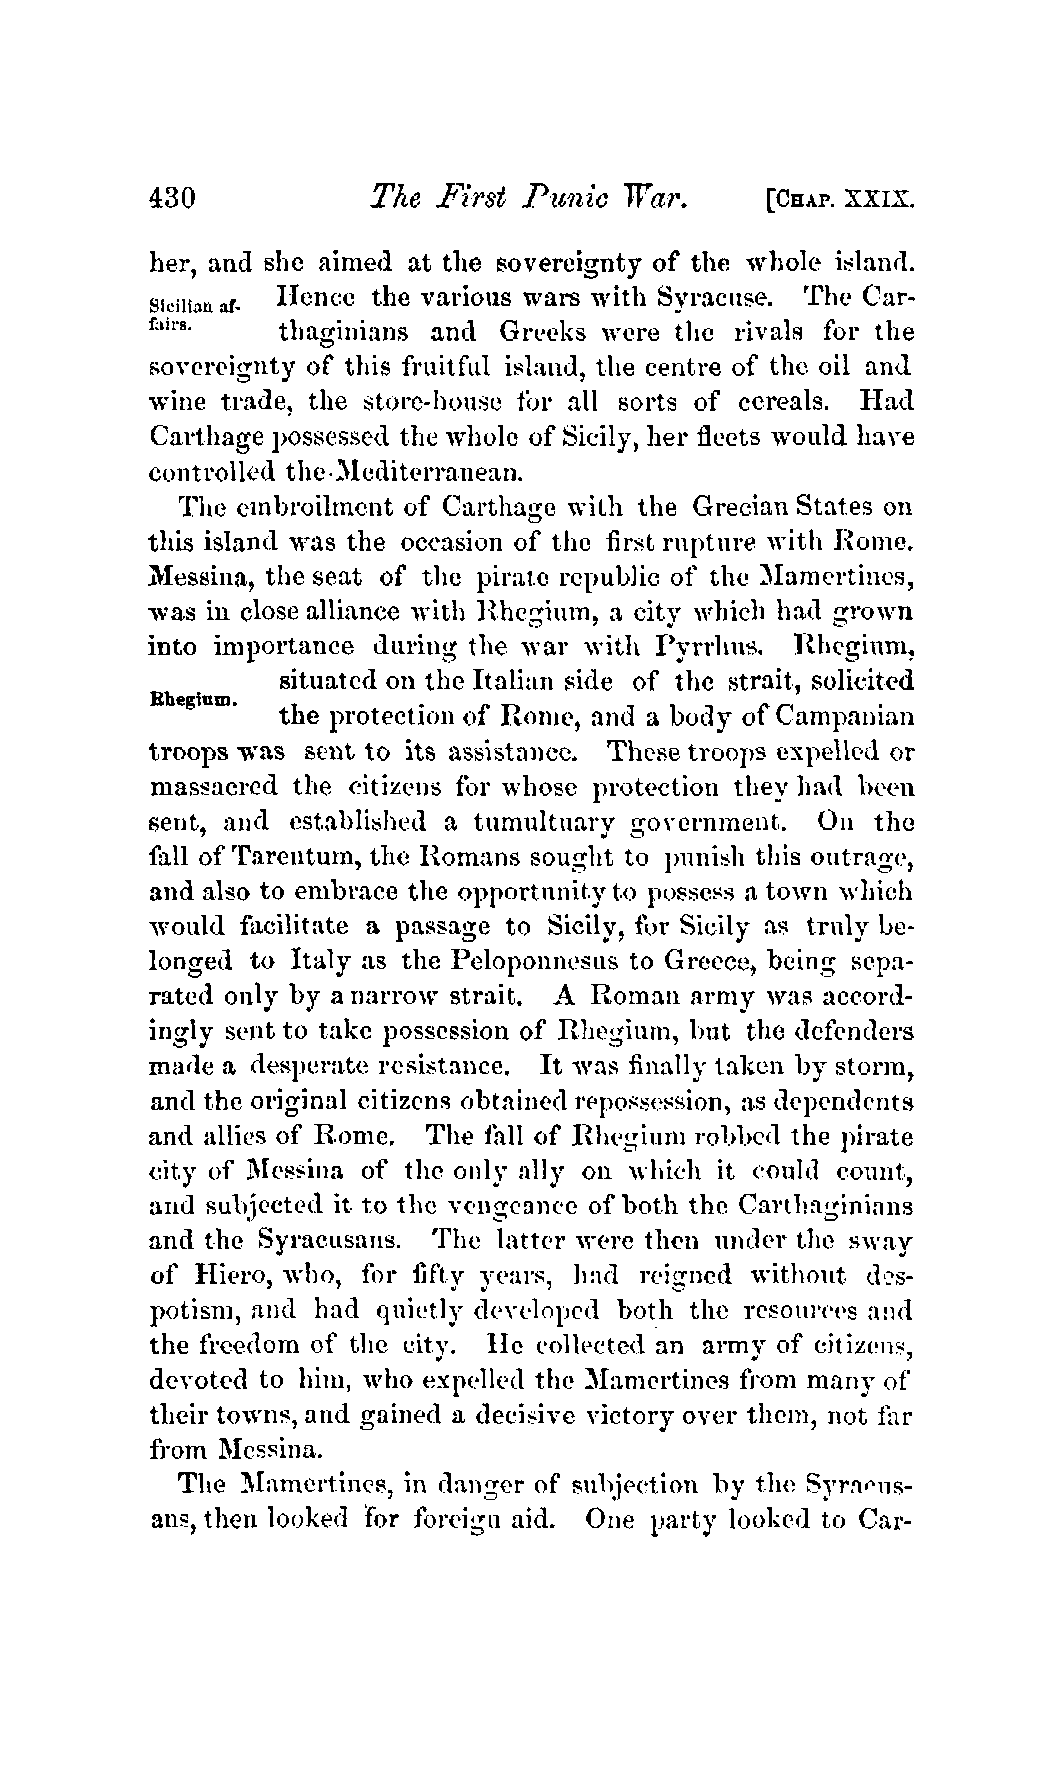 430 The First Punic War. [CHAP. XXIX.
her, and she aimed at the sovereignty of the whole island.
Sicilian af- Hence the various wars with Syracuse. The Car-
fairs. thaginians and Greeks were the rivals for the
sovereignty of this fruitful island, the centre of the oil and
wine trade, the store-house for all sorts of cereals. Had
Carthage possessed the whole of Sicily, her fleets would have
controlled the Mediterranean.
The embroilment of Carthage with the Grecian States on
this island was the occasion of the first rupture with Rome.
Messina, the seat of the pirate republic of the Mamertines,
was in close alliance with Rhegium, a city which had grown
into importance during the war with Pyrrhus. Rhegium,
situated on the Italian side of the strait, solicited
Rhegium.
the protection of Rome, and a body of Campanian
troops was sent to its assistance. These troops expelled or
massacred the citizens for whose protection they had been
sent, and established a tumultuary government. On the
fall of Tarentum, the Romans sought to punish this outrage,
and also to embrace the opportunity to possess a town which
would facilitate a passage to Sicily, for Sicily as truly be-
longed to Italy as the Peloponnesus to Greece, being sepa-
rated only by a narrow strait. A Roman army was accord-
ingly sent to take possession of Rhegium, but the defenders
made a desperate resistance. It was finally taken by storm,
and the original citizens obtained repossession, as dependents
and allies of Rome. The fall of Rhegium robbed the pirate
city of Messina of the only ally on which it could count,
and subjected it to the vengeance of both the Carthaginians
and the Syracusans. The latter were then under the sway
of Hiero, who, for fifty years, had reigned without des-
potism, and had quietly developed both the resources and
the freedom of the city. He collected an army of citizens,
devoted to him, who expelled the Mamertines from many of
their towns, and gained a decisive victory over them, not far
from Messina.
The Mamertines, in danger of subjection by the Syracus-
ans, then looked for foreign aid. One party looked to Car-